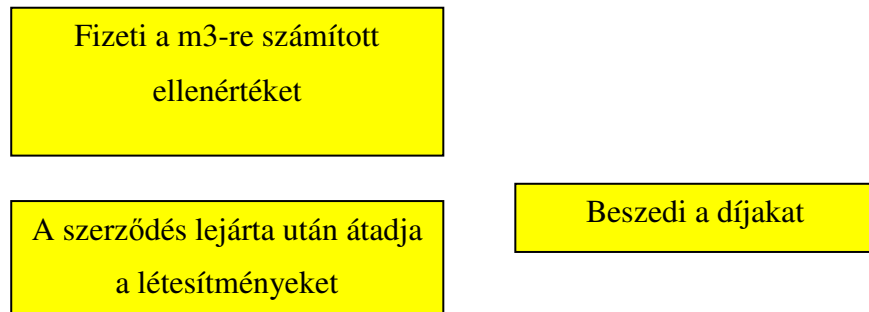 Fizeti a m3-re számított
ellenértéket
A szerződés lejárta után átadja
a létesítményeket
Beszedi a díjakat